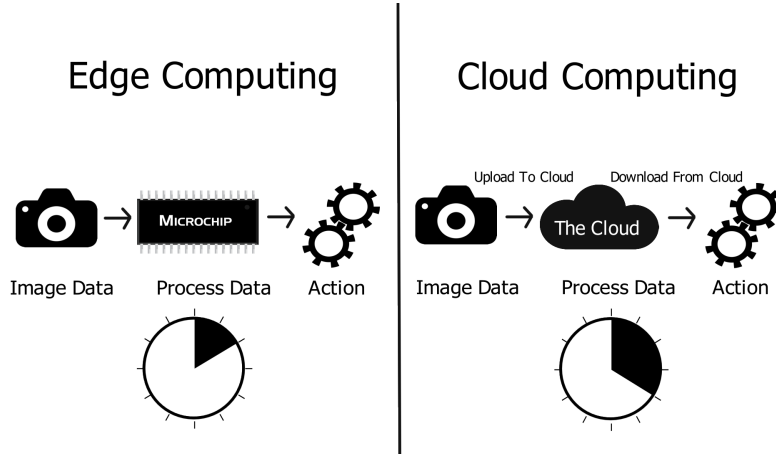 Edge Computing
MICROCHIP
Image Data
Process Data
Action
Cloud Computing
Upload To Cloud
Download From Cloud
The Cloud
Image Data
Process Data
Action